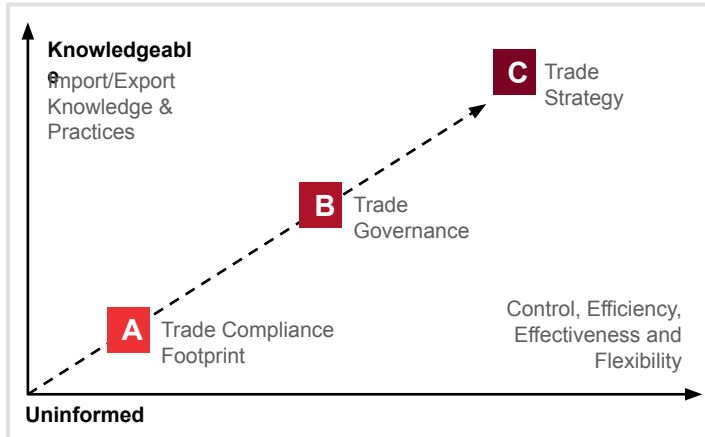 Knowledgeabl
e
Import/Export
Knowledge &
Practices
C
Trade
Strategy
B
Trade
Governance
A
Trade Compliance
Footprint
Control, Efficiency,
Effectiveness and
Flexibility
Uninformed